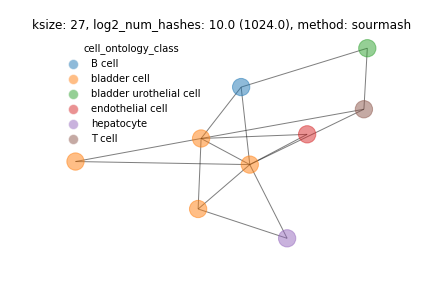 ksize: 27, log2_num_hashes: 10.0 (1024.0), method: sourmash
cell_ontology_class
B cell
bladder cell
bladder urothelial cell
endothelial cell
hepatocyte
T cell